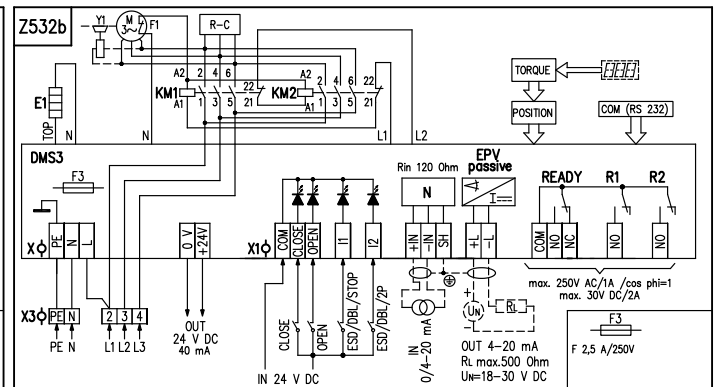 Z532b
Y1
M
3~
F1
R-C
A2 2 4 6
22
A2
2 4 6 22
KM1
KM2
A1 1 3 5
21
A1 1 3 5 21
E1
TOP
N
N
L1
L2
TORQUE
POSITION
COM (RS 232)
DMS3
F3
Rin 120 Ohm
N
EPV
passive
READY
R1
R2
X
PE
N
L
0 V
+24V
X1
COM
CLOSE
OPEN
I1
I2
+IN
-IN
SH
+L
-L
COM
NO
NC
NO
NO
max. 250V AC/1A /cos phi=1
max. 30V DC/2A
X3
PE N
2 3 4
PE N
L1 L2 L3
OUT
24 V DC
40 mA
CLOSE
OPEN
ESD/DBL/STOP
ESD/DBL/2P
IN 24 V DC
IN
0/4-20 mA
+
UN
-
RL
OUT 4-20 mA
RL max.500 Ohm
UN=18-30 V DC
F3
F 2,5 A/250V